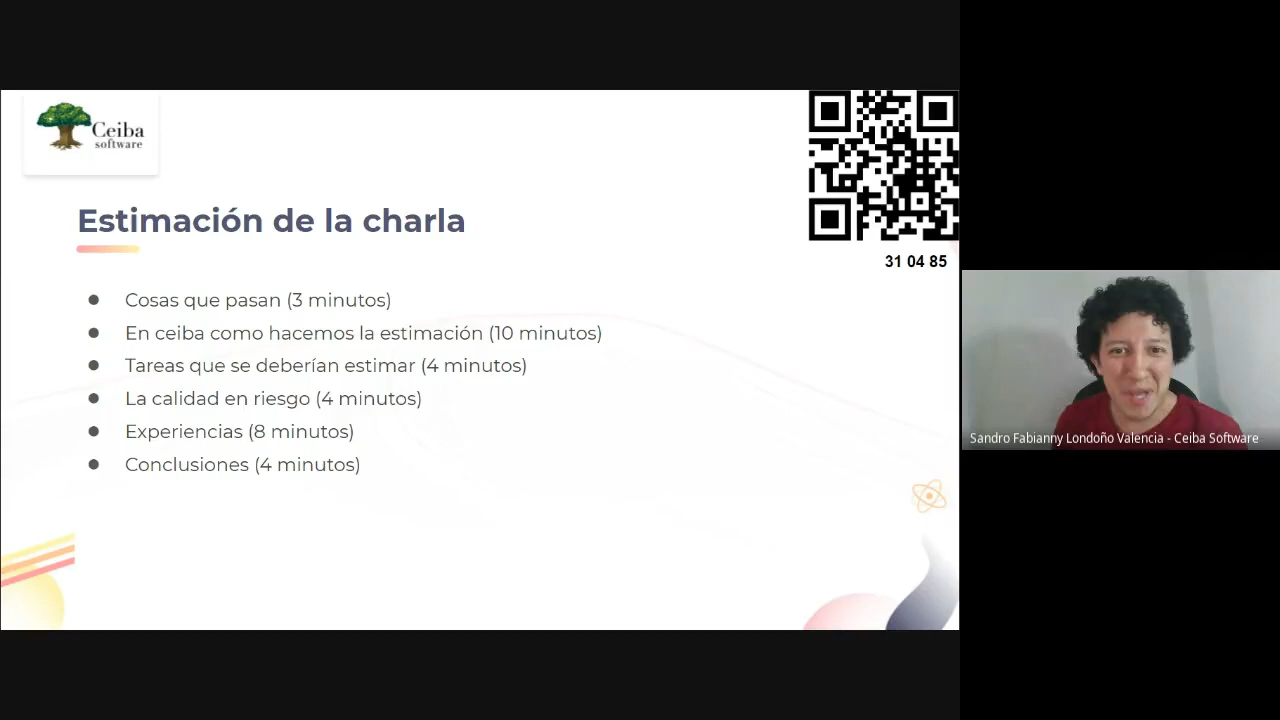 Ceiba
software
31 04 85
Estimación de la charla
● Cosas que pasan (3 minutos)
● En ceiba como hacemos la estimación (10 minutos)
● Tareas que se deberían estimar (4 minutos)
● La calidad en riesgo (4 minutos)
● Experiencias (8 minutos)
● Conclusiones (4 minutos)
Sandro Fabianny Londoño Valencia - Ceiba Software